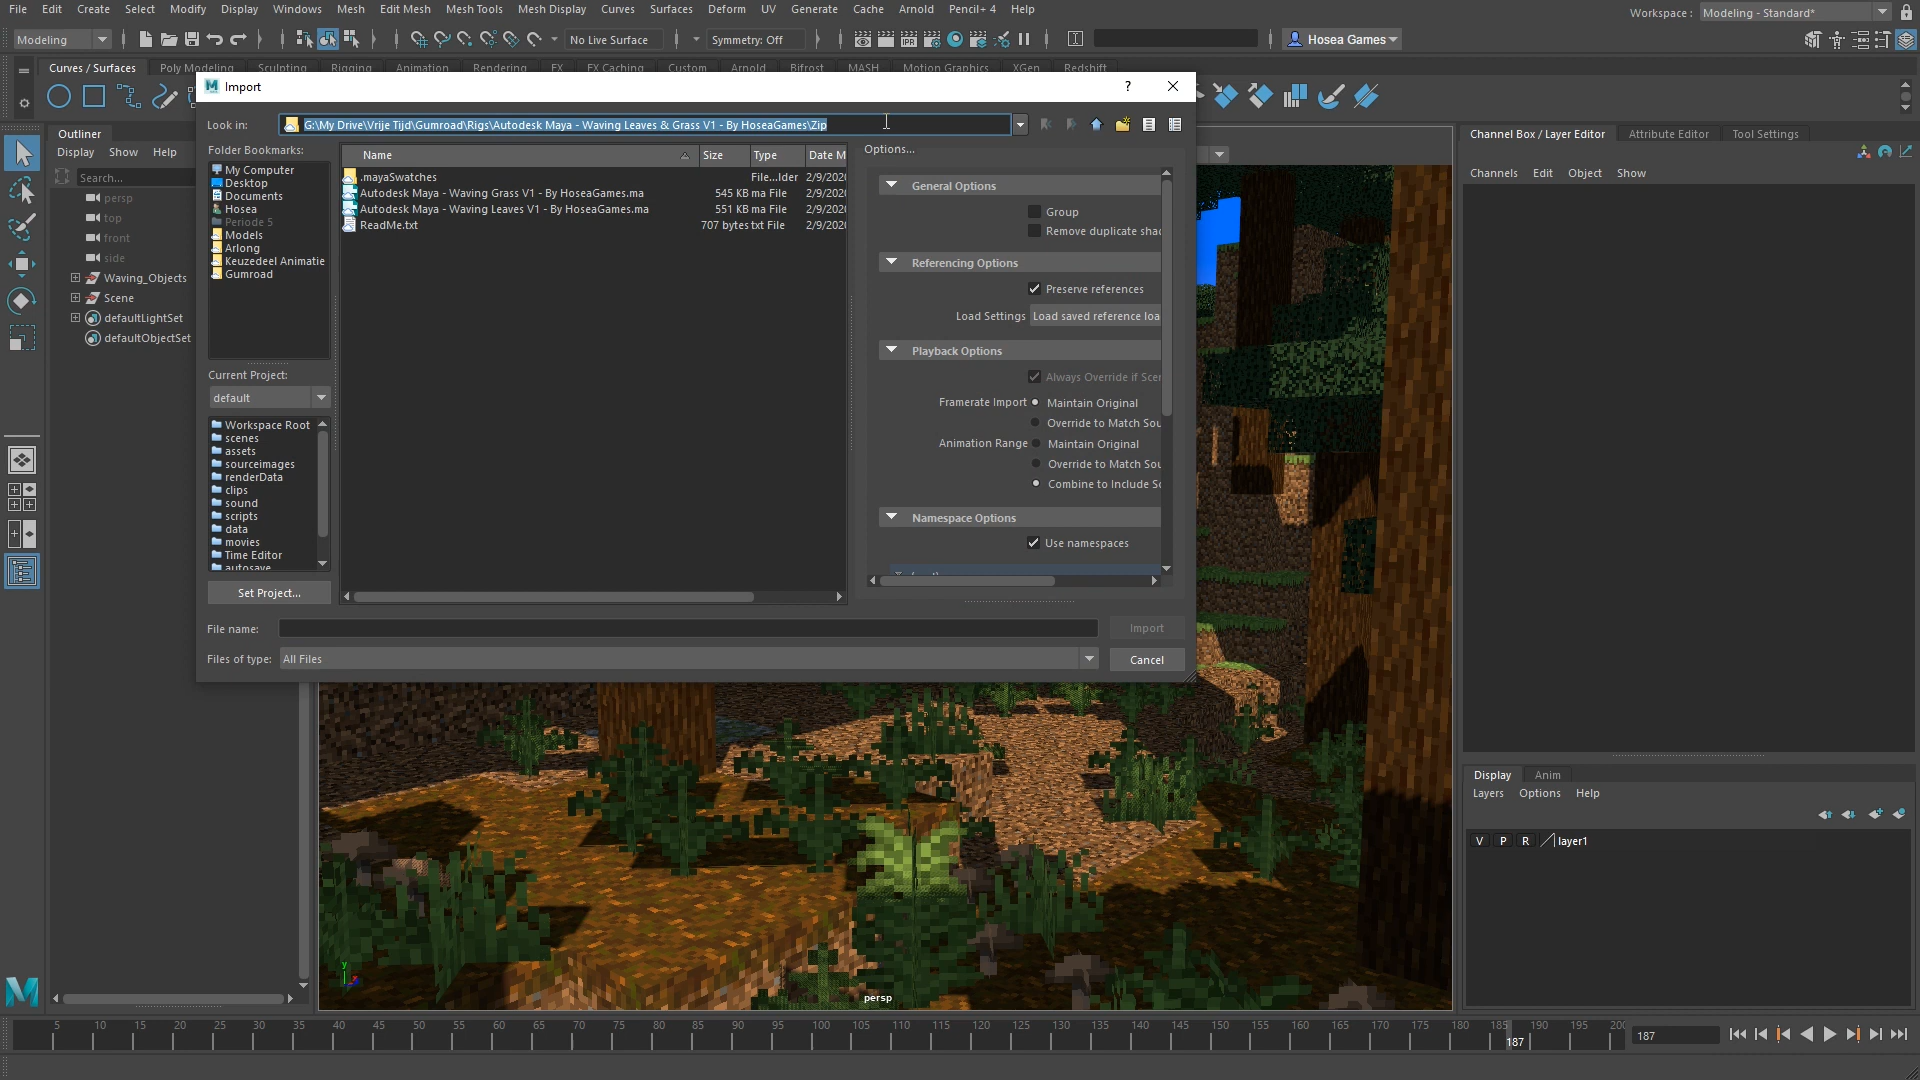 File Edit Create Select Modify Display Windows Mesh Edit Mesh Mesh Tools Mesh Display Curves Surfaces Deform UV Generate Cache Arnold Pencil+ 4 Help
Workspace : Modeling - Standard*
Modeling No Live Surface Symmetry: Off IPR Hosea Games
Curves / Surfaces Poly Modeling Sculpting Rigging Animation Rendering FX FX Caching Custom Arnold Bifrost MASH Motion Graphics XGen Redshift
M Import ?
Look in: G:\My Drive\Vrije Tijd\Gumroad\Rigs\Autodesk Maya - Waving Leaves & Grass V1 - By HoseaGames\Zip
Outliner
Display Show Help
Search...
persp
top
front
side
Waving_Objects
Scene
defaultLightSet
defaultObjectSet
Folder Bookmarks:
My Computer
Desktop
Documents
Hosea
Periode 5
Models
Arlong
Keuzedeel Animatie
Gumroad
Current Project:
default
Workspace Root
scenes
assets
sourceimages
renderData
clips
sound
scripts
data
movies
Time Editor
autosave
Set Project...
Name Size Type Date M
.mayaSwatches File...lder 2/9/202
Autodesk Maya - Waving Grass V1 - By HoseaGames.ma 545 KB ma File 2/9/202
Autodesk Maya - Waving Leaves V1 - By HoseaGames.ma 551 KB ma File 2/9/202
ReadMe.txt 707 bytes txt File 2/9/202
Options...
General Options
Group
Remove duplicate shac
Referencing Options
Preserve references
Load Settings Load saved reference loa
Playback Options
Always Override if Scen
Framerate Import Maintain Original
Override to Match Sou
Animation Range Maintain Original
Override to Match Sou
Combine to Include So
Namespace Options
Use namespaces
File name: Import
Files of type: All Files Cancel
Channel Box / Layer Editor Attribute Editor Tool Settings
Channels Edit Object Show
Display Anim
Layers Options Help
V P R layer1
y
persp
5 10 15 20 25 30 35 40 45 50 55 60 65 70 75 80 85 90 95 100 105 110 115 120 125 130 135 140 145 150 155 160 165 170 175 180 185 190 195 200
187 187